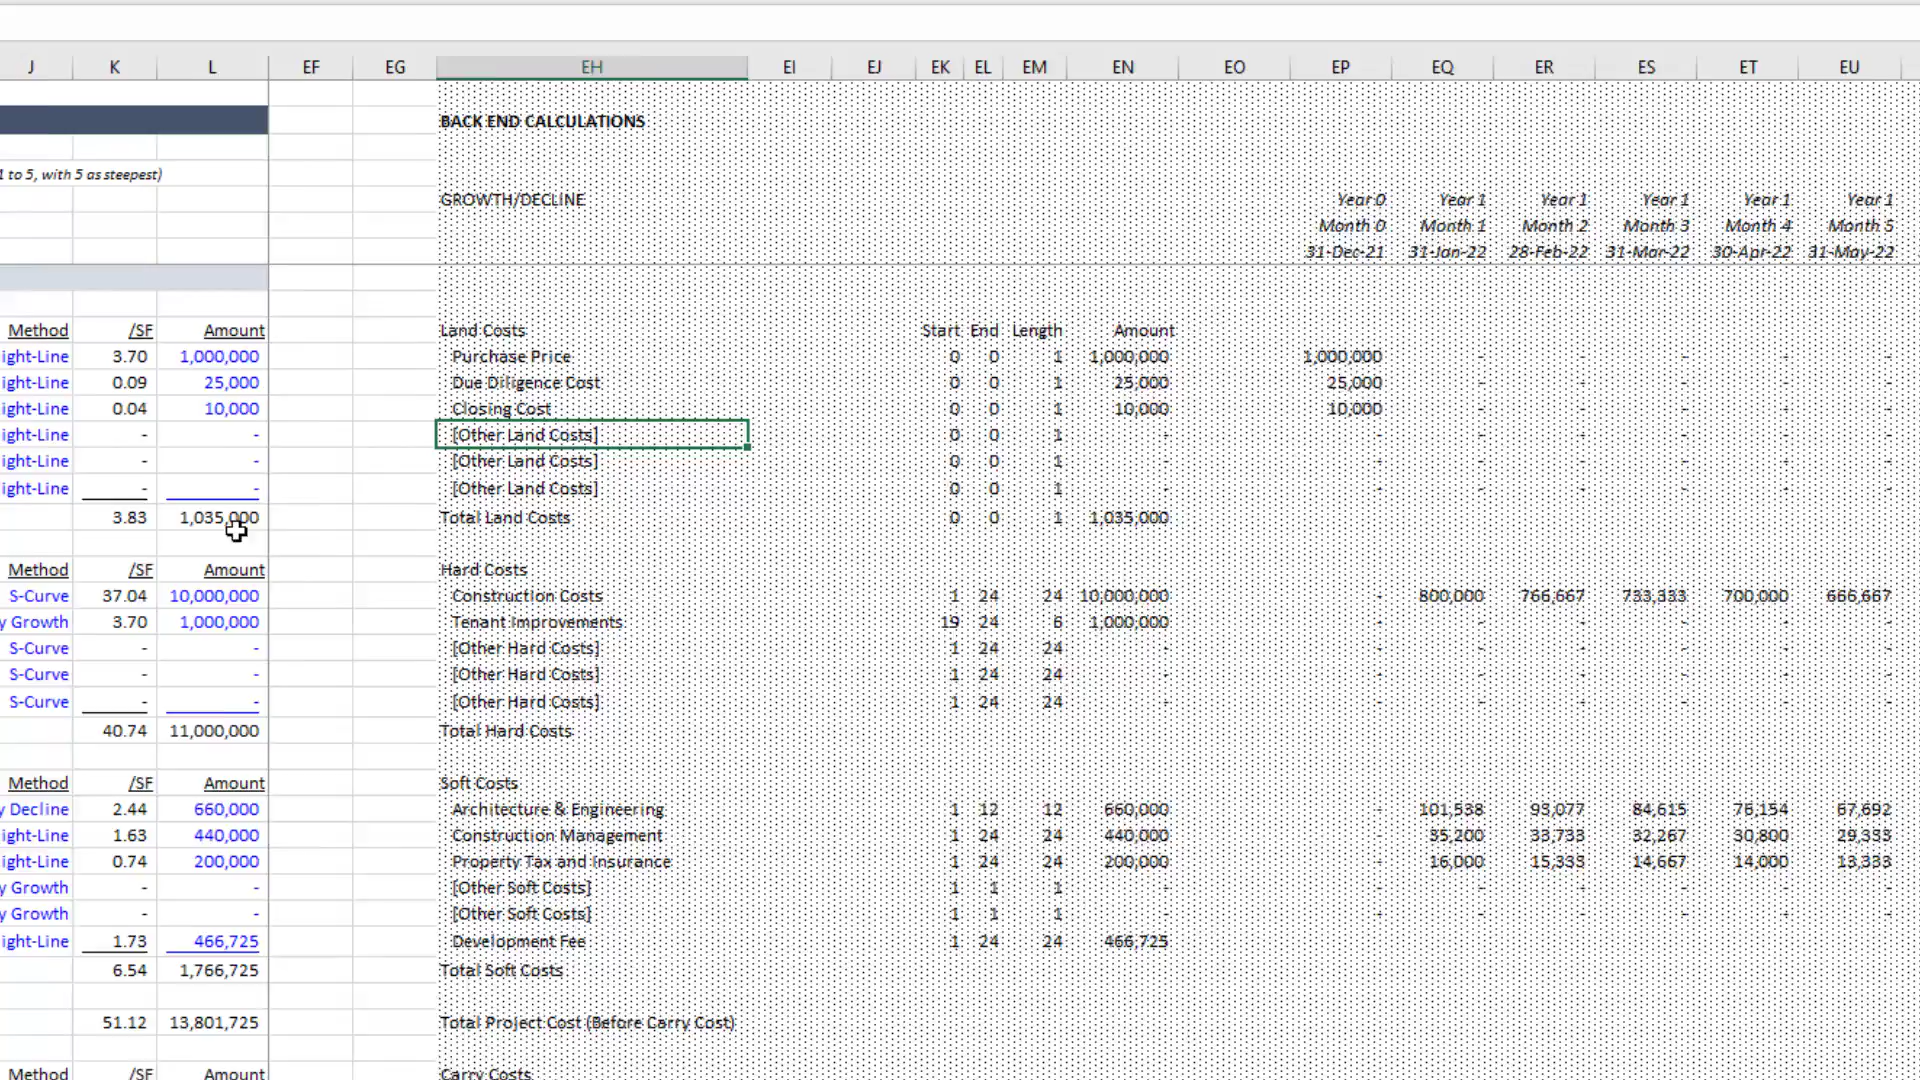 J K L EF EG EH EI EJ EK EL EM EN EO EP EQ ER ES ET EU
BACK END CALCULATIONS
1 to 5, with 5 as steepest)
GROWTH/DECLINE Year 0 Year 1 Year 1 Year 1 Year 1 Year 1
Month 0 Month 1 Month 2 Month 3 Month 4 Month 5
31-Dec-21 31-Jan-22 28-Feb-22 31-Mar-22 30-Apr-22 31-May-22
Method /SF Amount Land Costs Start End Length Amount
ight-Line 3.70 1,000,000 Purchase Price 0 0 1 1,000,000 1,000,000 - - - - -
ight-Line 0.09 25,000 Due Diligence Cost 0 0 1 25,000 25,000 - - - - -
ight-Line 0.04 10,000 Closing Cost 0 0 1 10,000 10,000 - - - - -
ight-Line - - [Other Land Costs] 0 0 1 - - - - - - -
ight-Line - - [Other Land Costs] 0 0 1 - - - - - - -
ight-Line - - [Other Land Costs] 0 0 1 - - - - - - -
3.83 1,035,000 Total Land Costs 0 0 1 1,035,000
Method /SF Amount Hard Costs
S-Curve 37.04 10,000,000 Construction Costs 1 24 24 10,000,000 - 800,000 766,667 733,333 700,000 666,667
y Growth 3.70 1,000,000 Tenant Improvements 19 24 6 1,000,000 - - - - - -
S-Curve - - [Other Hard Costs] 1 24 24 - - - - - - -
S-Curve - - [Other Hard Costs] 1 24 24 - - - - - - -
S-Curve - - [Other Hard Costs] 1 24 24 - - - - - - -
40.74 11,000,000 Total Hard Costs
Method /SF Amount Soft Costs
y Decline 2.44 660,000 Architecture & Engineering 1 12 12 660,000 - 101,538 93,077 84,615 76,154 67,692
ight-Line 1.63 440,000 Construction Management 1 24 24 440,000 - 35,200 33,733 32,267 30,800 29,333
ight-Line 0.74 200,000 Property Tax and Insurance 1 24 24 200,000 - 16,000 15,333 14,667 14,000 13,333
y Growth - - [Other Soft Costs] 1 1 1 - - - - - - -
y Growth - - [Other Soft Costs] 1 1 1 - - - - - - -
ight-Line 1.73 466,725 Development Fee 1 24 24 466,725
6.54 1,766,725 Total Soft Costs
51.12 13,801,725 Total Project Cost (Before Carry Cost)
Method /SF Amount Carry Costs